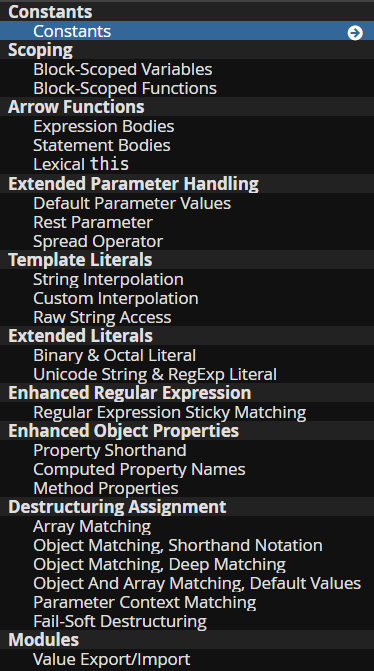 Constants
Constants
Scoping
Block-Scoped Variables
Block-Scoped Functions
Arrow Functions
Expression Bodies
Statement Bodies
Lexical this
Extended Parameter Handling
Default Parameter Values
Rest Parameter
Spread Operator
Template Literals
String Interpolation
Custom Interpolation
Raw String Access
Extended Literals
Binary & Octal Literal
Unicode String & RegExp Literal
Enhanced Regular Expression
Regular Expression Sticky Matching
Enhanced Object Properties
Property Shorthand
Computed Property Names
Method Properties
Destructuring Assignment
Array Matching
Object Matching, Shorthand Notation
Object Matching, Deep Matching
Object And Array Matching, Default Values
Parameter Context Matching
Fail-Soft Destructuring
Modules
Value Export/Import